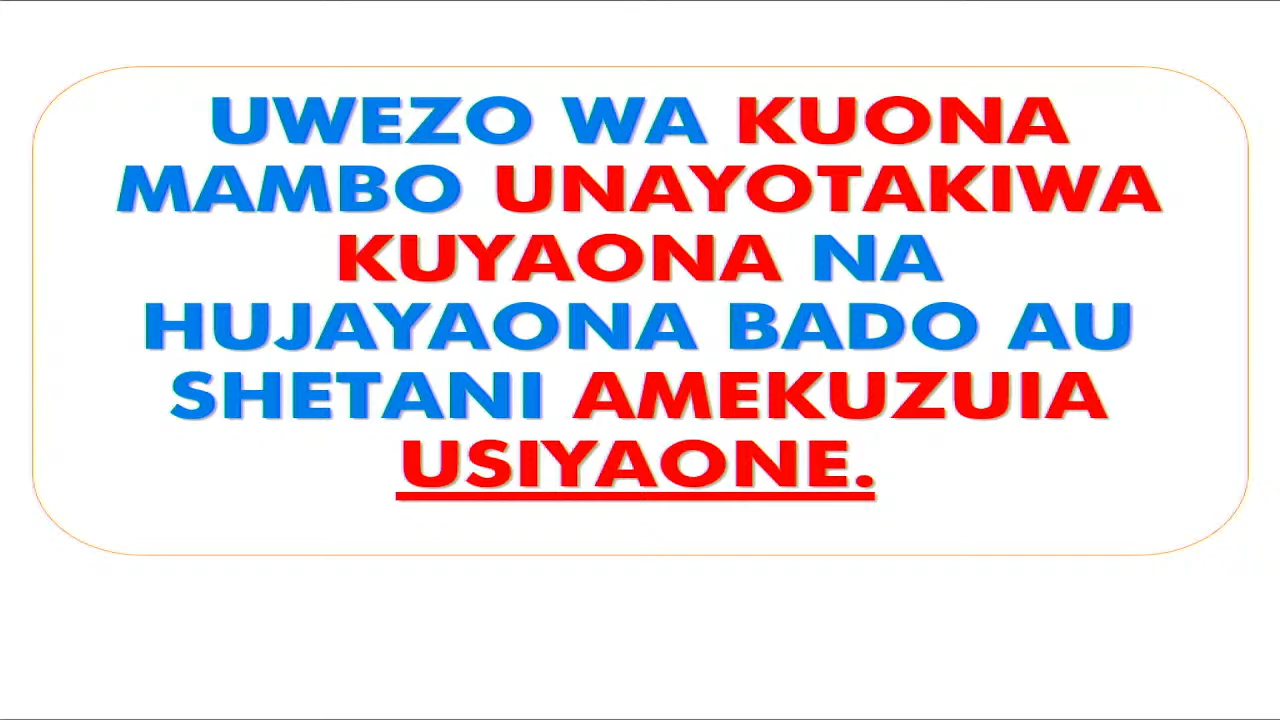 UWEZO WA KUONA
MAMBO UNAYOTAKIWA
KUYAONA NA
HUJAYAONA BADO AU
SHETANI AMEKUZUIA
USIYAONE.